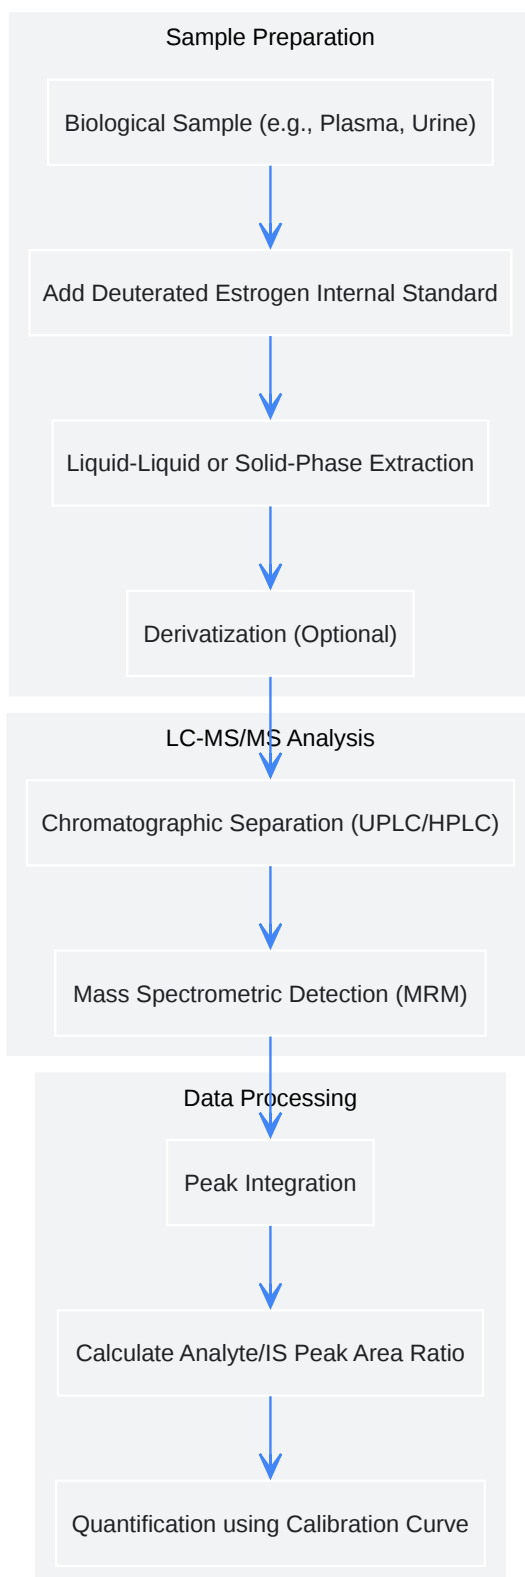 Sample Preparation
Biological Sample (e.g., Plasma, Urine)
Add Deuterated Estrogen Internal Standard
Liquid-Liquid or Solid-Phase Extraction
Derivatization (Optional)
LC-MS/MS Analysis
Chromatographic Separation (UPLC/HPLC)
Mass Spectrometric Detection (MRM)
Data Processing
Peak Integration
Calculate Analyte/IS Peak Area Ratio
Quantification using Calibration Curve